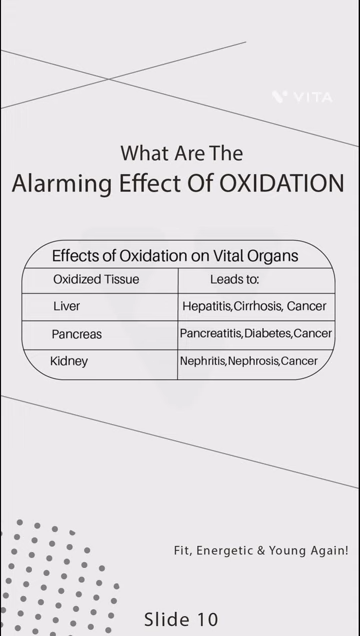 VITA
What Are The
Alarming Effect Of OXIDATION
Effects of Oxidation on Vital Organs
Oxidized Tissue Leads to:
Liver Hepatitis,Cirrhosis, Cancer
Pancreas Pancreatitis,Diabetes,Cancer
Kidney Nephritis,Nephrosis,Cancer
Fit, Energetic & Young Again!
Slide 10